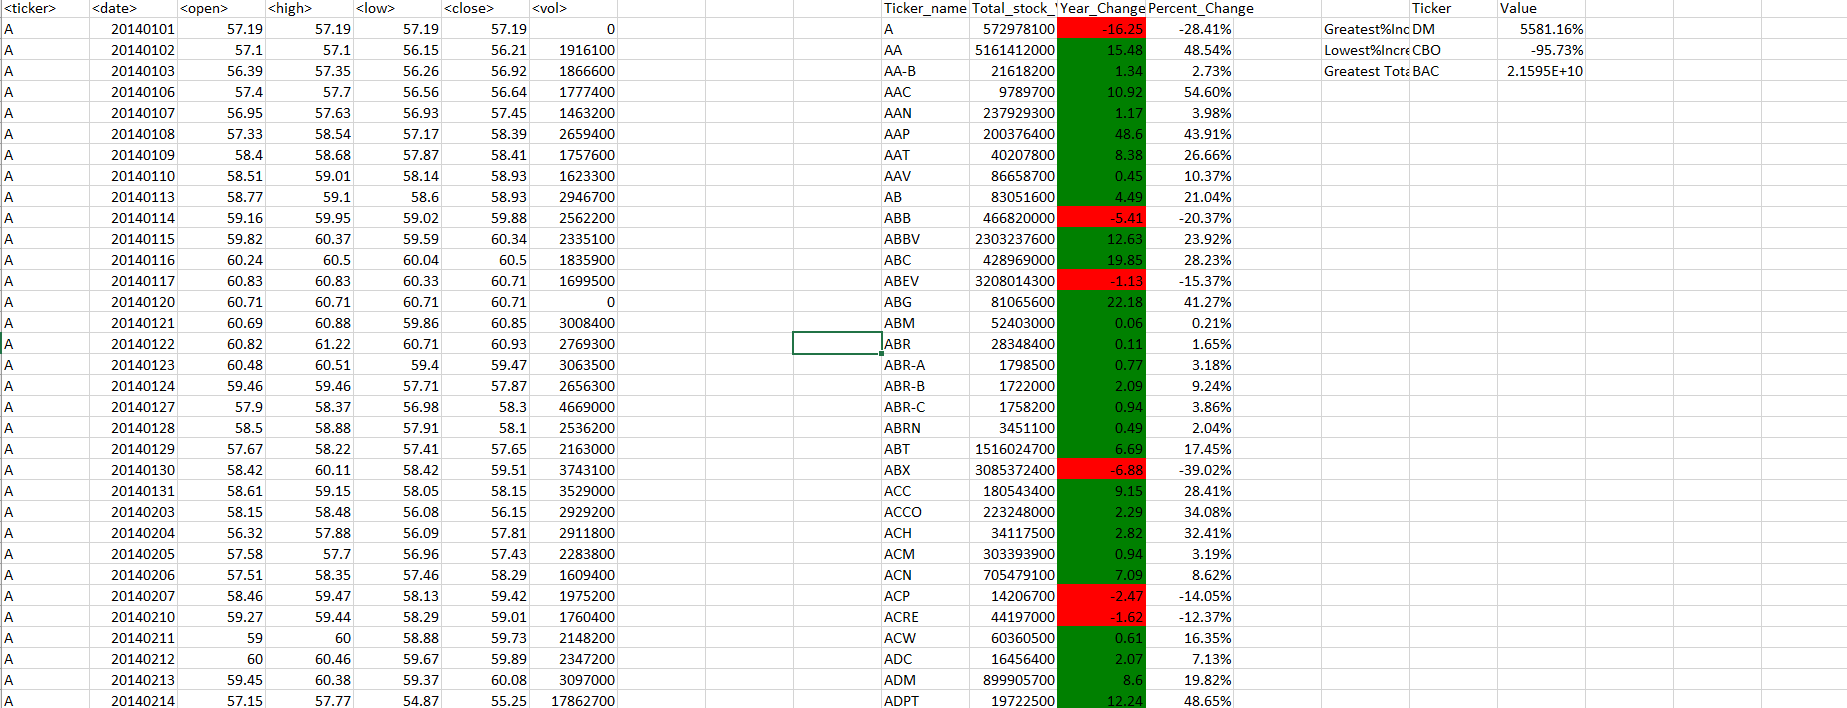 <ticker> <date> <open> <high> <low> <close> <vol> Ticker_name Total_stock_ Year_Change Percent_Change Ticker Value
A 20140101 57.19 57.19 57.19 57.19 0 A 572978100 -16.25 -28.41% Greatest%Inc DM 5581.16%
A 20140102 57.1 57.1 56.15 56.21 1916100 AA 5161412000 15.48 48.54% Lowest%Incre CBO -95.73%
A 20140103 56.39 57.35 56.26 56.92 1866600 AA-B 21618200 1.34 2.73% Greatest Tota BAC 2.1595E+10
A 20140106 57.4 57.7 56.56 56.64 1777400 AAC 9789700 10.92 54.60%
A 20140107 56.95 57.63 56.93 57.45 1463200 AAN 237929300 1.17 3.98%
A 20140108 57.33 58.54 57.17 58.39 2659400 AAP 200376400 48.6 43.91%
A 20140109 58.4 58.68 57.87 58.41 1757600 AAT 40207800 8.38 26.66%
A 20140110 58.51 59.01 58.14 58.93 1623300 AAV 86658700 0.45 10.37%
A 20140113 58.77 59.1 58.6 58.93 2946700 AB 83051600 4.49 21.04%
A 20140114 59.16 59.95 59.02 59.88 2562200 ABB 466820000 -5.41 -20.37%
A 20140115 59.82 60.37 59.59 60.34 2335100 ABBV 2303237600 12.63 23.92%
A 20140116 60.24 60.5 60.04 60.5 1835900 ABC 428969000 19.85 28.23%
A 20140117 60.83 60.83 60.33 60.71 1699500 ABEV 3208014300 -1.13 -15.37%
A 20140120 60.71 60.71 60.71 60.71 0 ABG 81065600 22.18 41.27%
A 20140121 60.69 60.88 59.86 60.85 3008400 ABM 52403000 0.06 0.21%
A 20140122 60.82 61.22 60.71 60.93 2769300 ABR 28348400 0.11 1.65%
A 20140123 60.48 60.51 59.4 59.47 3063500 ABR-A 1798500 0.77 3.18%
A 20140124 59.46 59.46 57.71 57.87 2656300 ABR-B 1722000 2.09 9.24%
A 20140127 57.9 58.37 56.98 58.3 4669000 ABR-C 1758200 0.94 3.86%
A 20140128 58.5 58.88 57.91 58.1 2536200 ABRN 3451100 0.49 2.04%
A 20140129 57.67 58.22 57.41 57.65 2163000 ABT 1516024700 6.69 17.45%
A 20140130 58.42 60.11 58.42 59.51 3743100 ABX 3085372400 -6.88 -39.02%
A 20140131 58.61 59.15 58.05 58.15 3529000 ACC 180543400 9.15 28.41%
A 20140203 58.15 58.48 56.08 56.15 2929200 ACCO 223248000 2.29 34.08%
A 20140204 56.32 57.88 56.09 57.81 2911800 ACH 34117500 2.82 32.41%
A 20140205 57.58 57.7 56.96 57.43 2283800 ACM 303393900 0.94 3.19%
A 20140206 57.51 58.35 57.46 58.29 1609400 ACN 705479100 7.09 8.62%
A 20140207 58.46 59.47 58.13 59.42 1975200 ACP 14206700 -2.47 -14.05%
A 20140210 59.27 59.44 58.29 59.01 1760400 ACRE 44197000 -1.62 -12.37%
A 20140211 59 60 58.88 59.73 2148200 ACW 60360500 0.61 16.35%
A 20140212 60 60.46 59.67 59.89 2347200 ADC 16456400 2.07 7.13%
A 20140213 59.45 60.38 59.37 60.08 3097000 ADM 899905700 8.6 19.82%
A 20140214 57.15 57.77 54.87 55.25 17862700 ADPT 19722500 12.24 48.65%